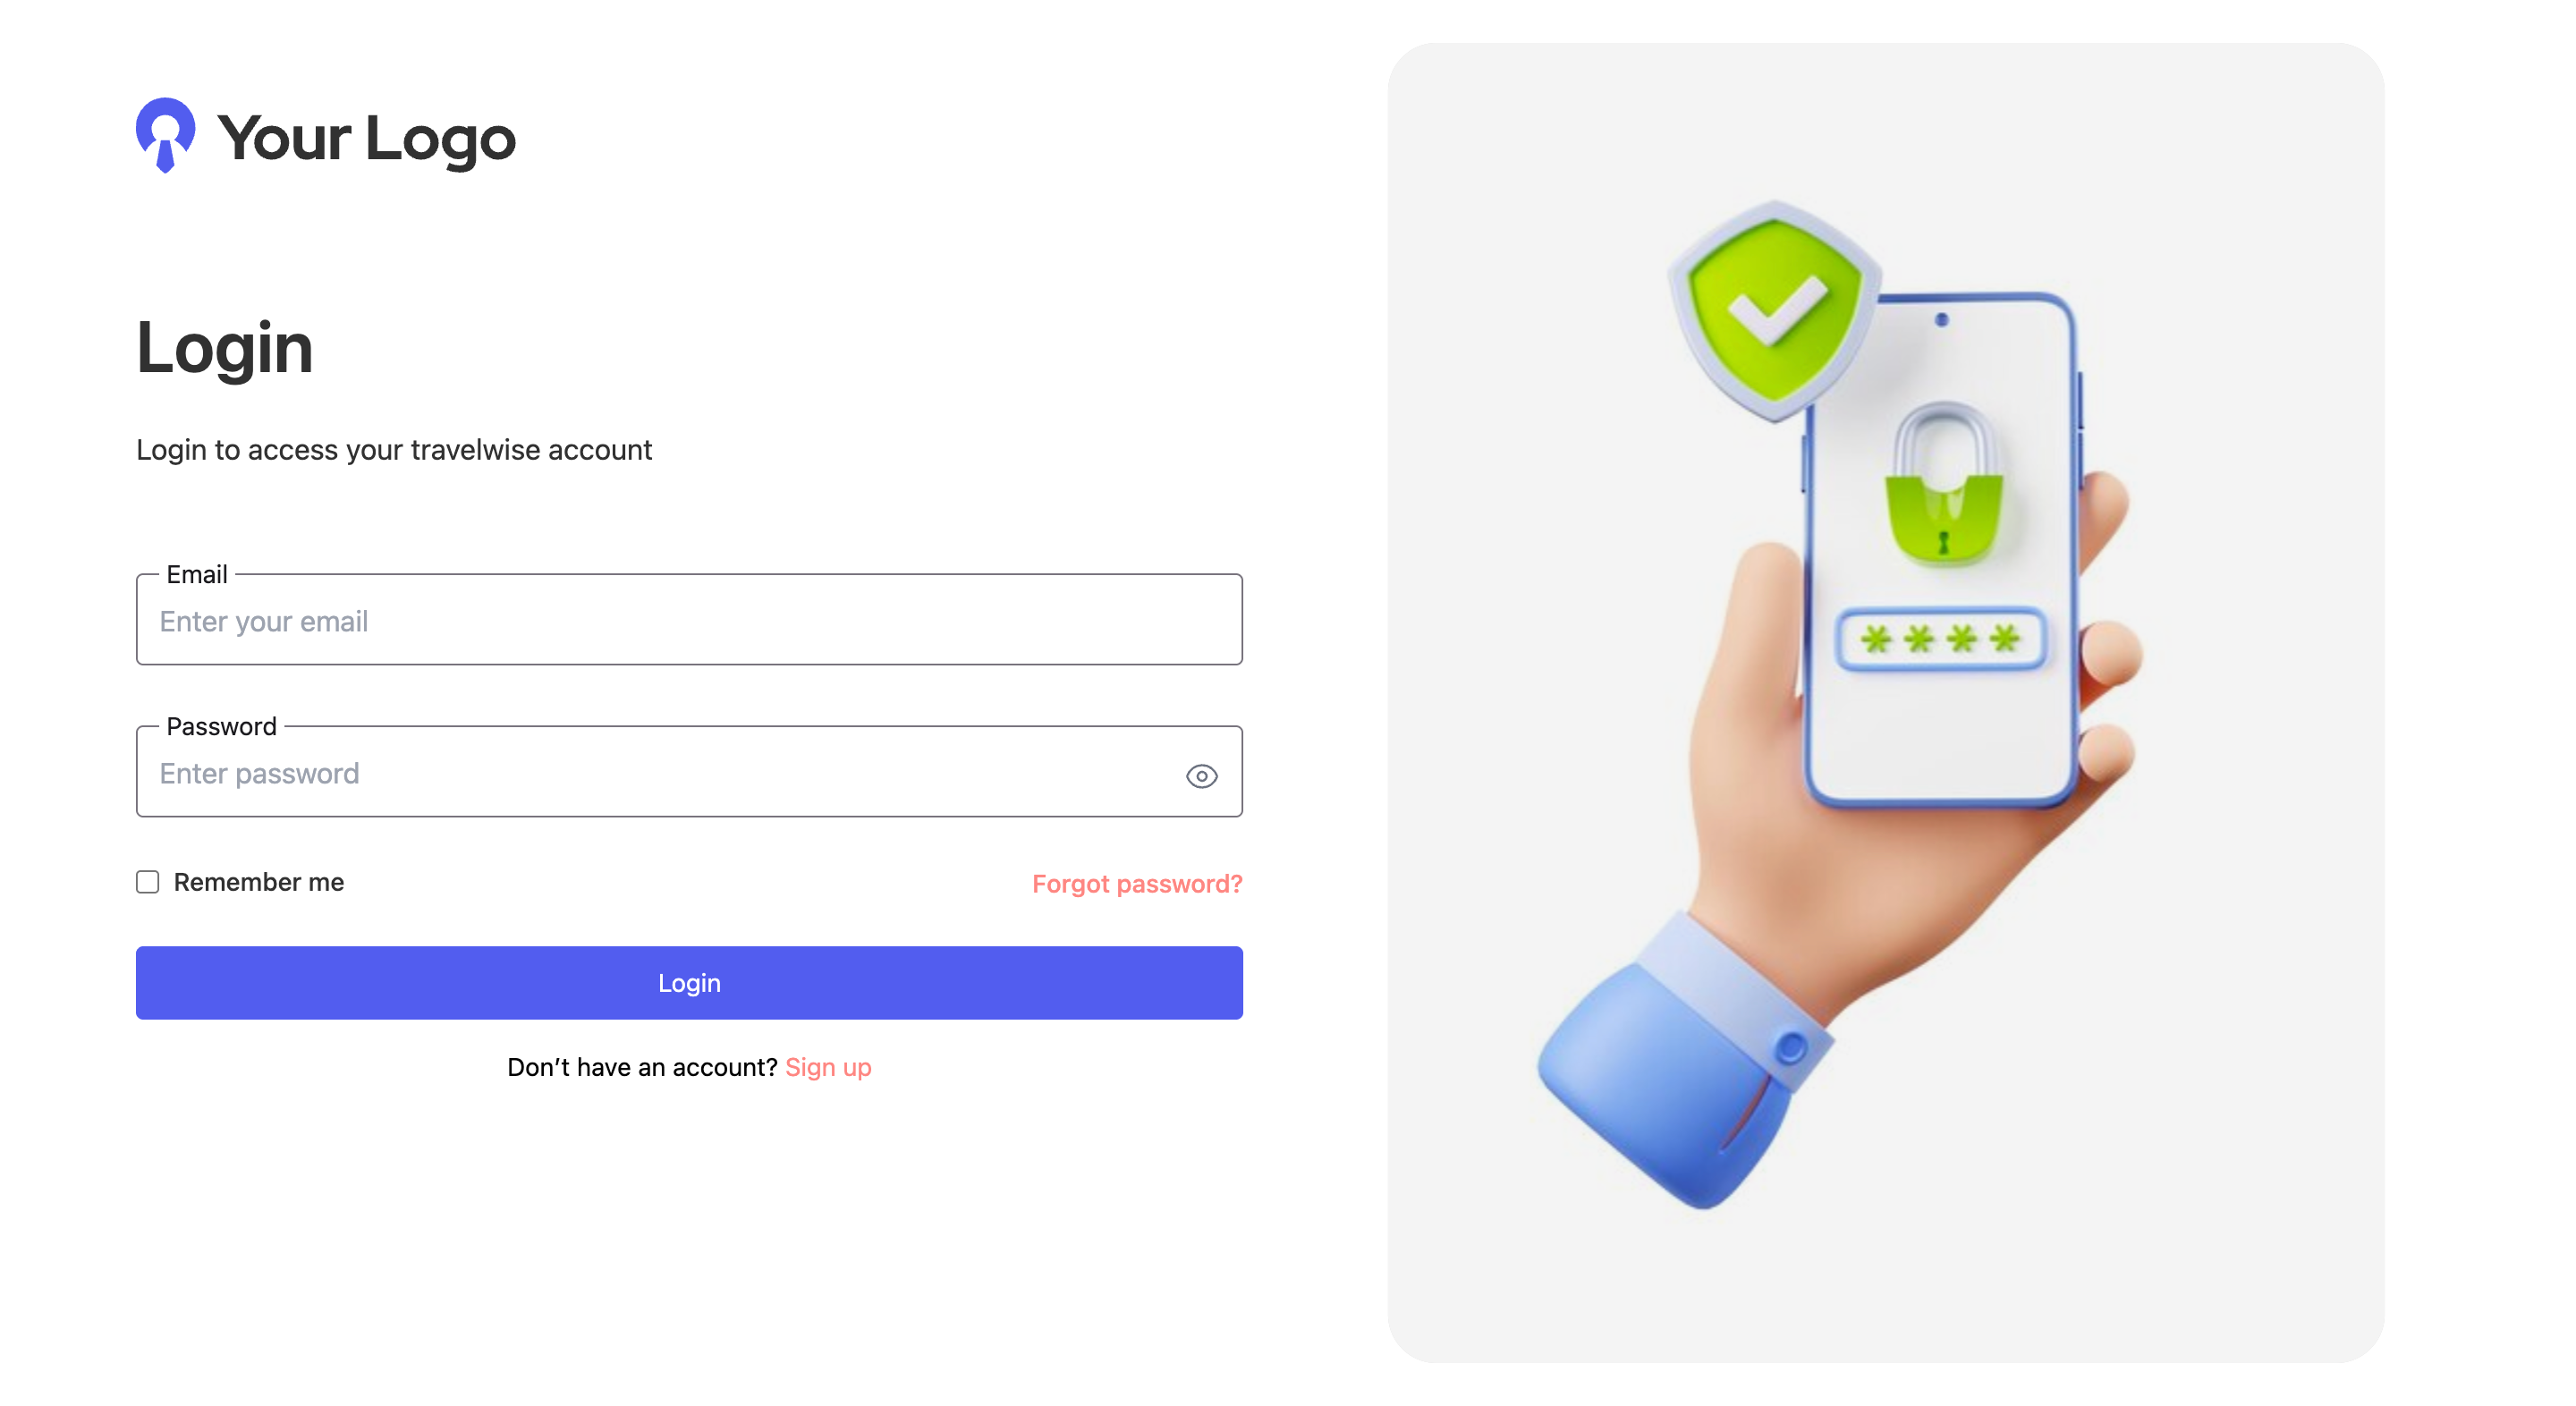 Your Logo
Login
Login to access your travelwise account
Email
Enter your email
Password
Enter password
Remember me
Forgot password?
Login
Don’t have an account? Sign up
****